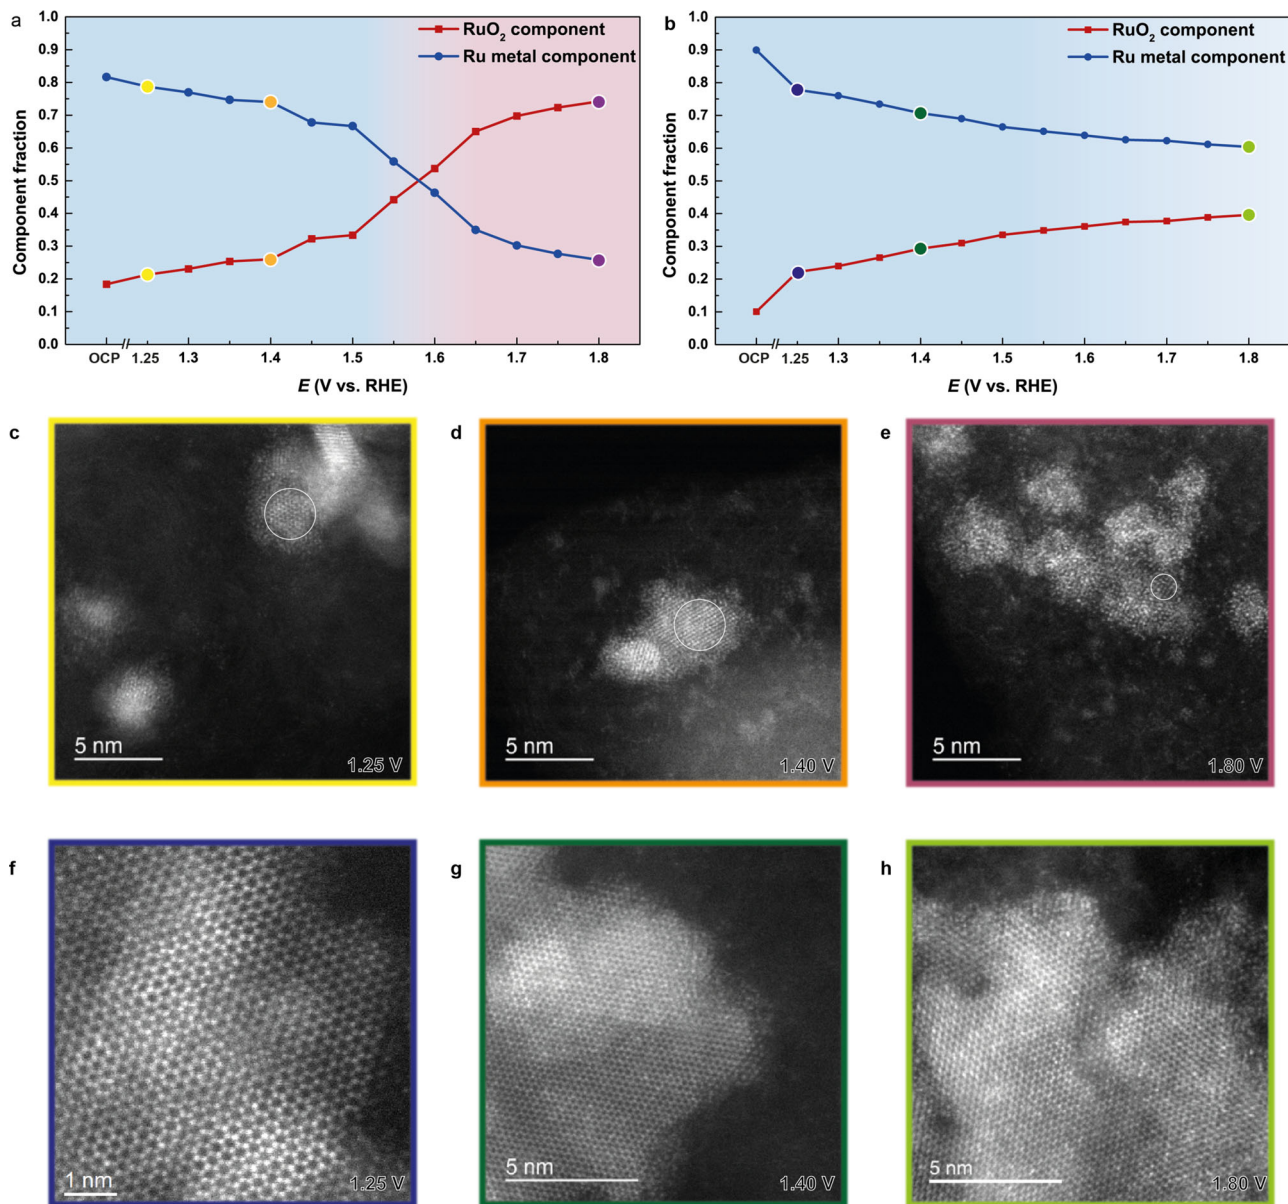 a
RuO₂ component
Ru metal component
Component fraction
1.0
0.9
0.8
0.7
0.6
0.5
0.4
0.3
0.2
0.1
0.0
OCP 1.25 1.3 1.4 1.5 1.6 1.7 1.8
E (V vs. RHE)
b
RuO₂ component
Ru metal component
Component fraction
1.0
0.9
0.8
0.7
0.6
0.5
0.4
0.3
0.2
0.1
0.0
OCP 1.25 1.3 1.4 1.5 1.6 1.7 1.8
E (V vs. RHE)
c
5 nm
1.25 V
d
5 nm
1.40 V
e
5 nm
1.80 V
f
1 nm
1.25 V
g
5 nm
1.40 V
h
5 nm
1.80 V